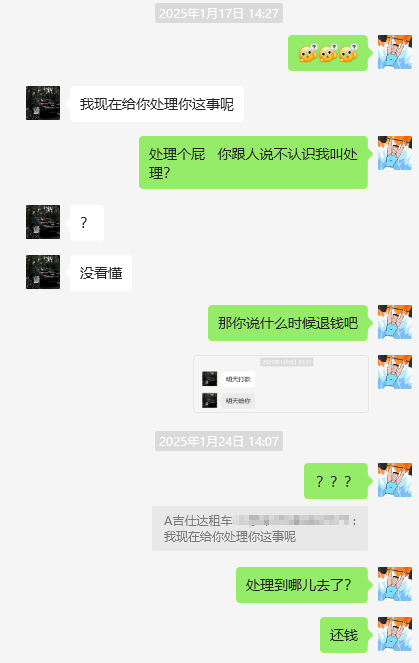 2025年1月17日 14:27
我现在给你处理你这事呢
处理个屁 你跟人说不认识我叫处
理?
?
没看懂
那你说什么时候退钱吧
明天打款
明天给你
2025年1月24日 14:07
???
A吉仕达租车
:
我现在给你处理你这事呢
处理到哪儿去了?
还钱